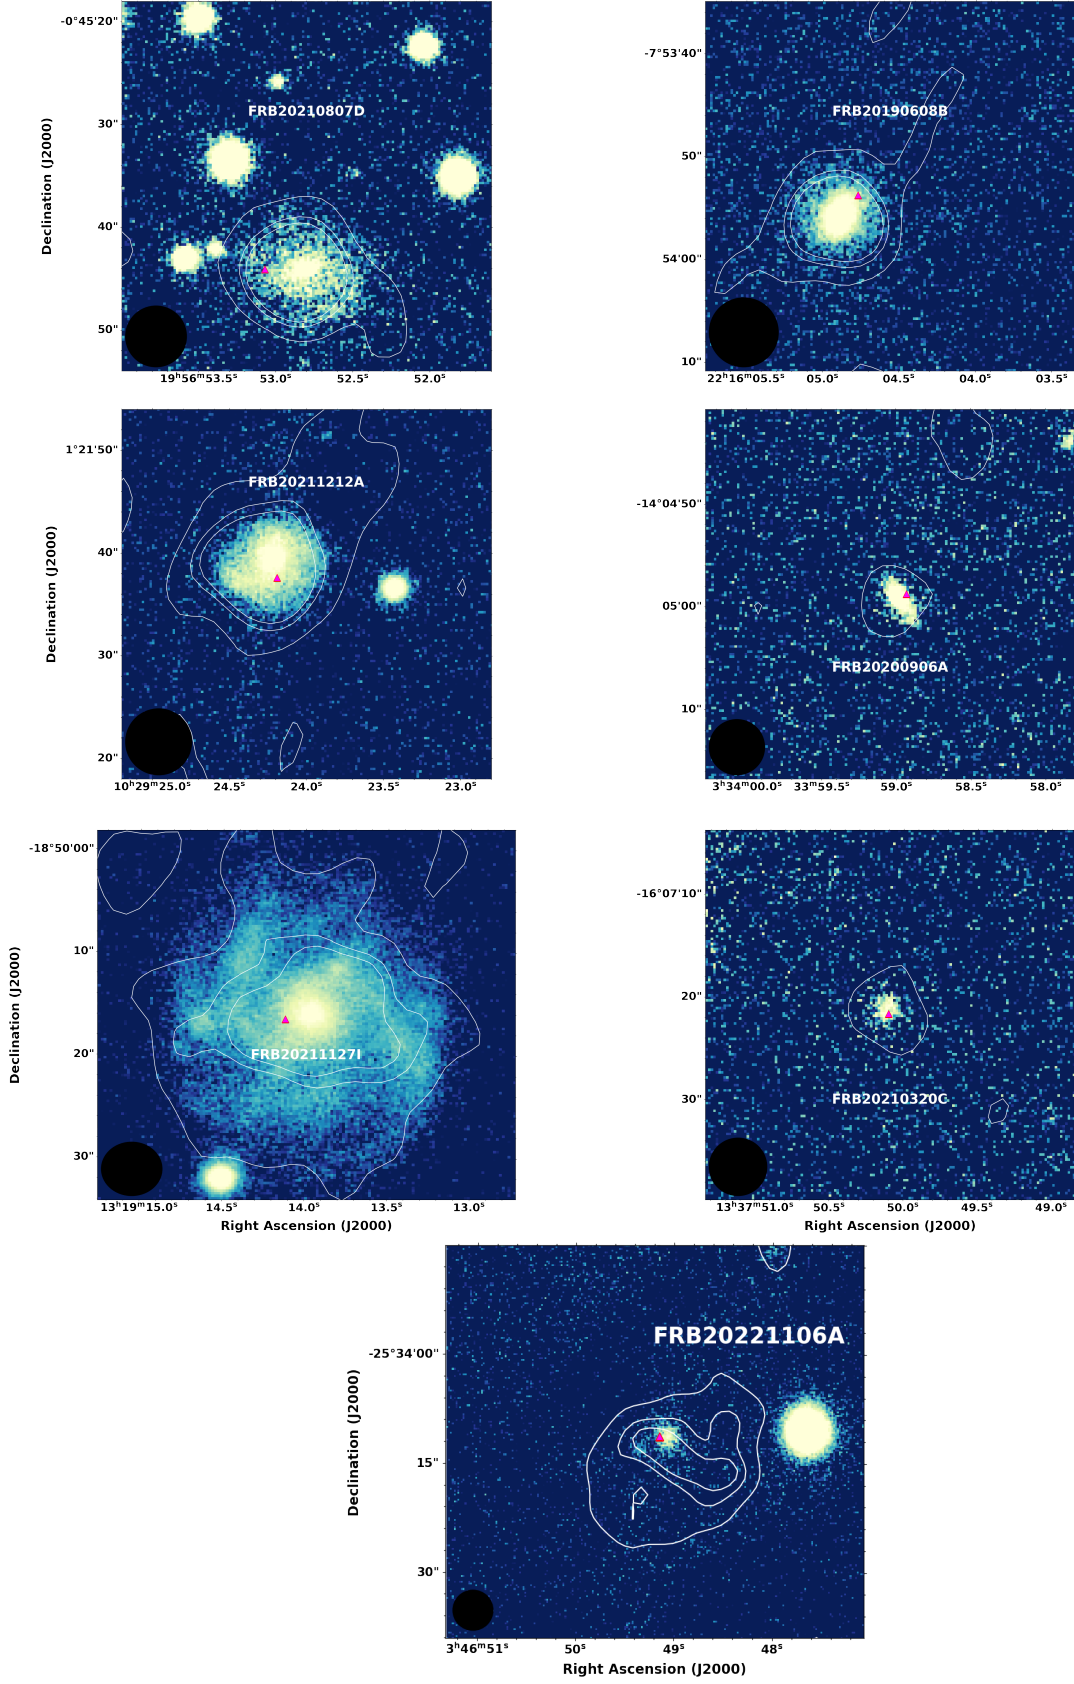 -0°45'20"
30"
40"
50"
Declination (J2000)
FRB20210807D
19ʰ56ᵐ53.5ˢ 53.0ˢ 52.5ˢ 52.0ˢ
-7°53'40"
50"
54'00"
10"
FRB20190608B
22ʰ16ᵐ05.5ˢ 05.0ˢ 04.5ˢ 04.0ˢ 03.5ˢ
1°21'50"
40"
30"
20"
Declination (J2000)
FRB20211212A
10ʰ29ᵐ25.0ˢ 24.5ˢ 24.0ˢ 23.5ˢ 23.0ˢ
-14°04'50"
05'00"
10"
FRB20200906A
3ʰ34ᵐ00.0ˢ 33ᵐ59.5ˢ 59.0ˢ 58.5ˢ 58.0ˢ
-18°50'00"
10"
20"
30"
Declination (J2000)
FRB20211127I
13ʰ19ᵐ15.0ˢ 14.5ˢ 14.0ˢ 13.5ˢ 13.0ˢ
Right Ascension (J2000)
-16°07'10"
20"
30"
FRB20210320C
13ʰ37ᵐ51.0ˢ 50.5ˢ 50.0ˢ 49.5ˢ 49.0ˢ
Right Ascension (J2000)
FRB20221106A
-25°34'00"
15"
30"
Declination (J2000)
3ʰ46ᵐ51ˢ 50ˢ 49ˢ 48ˢ
Right Ascension (J2000)